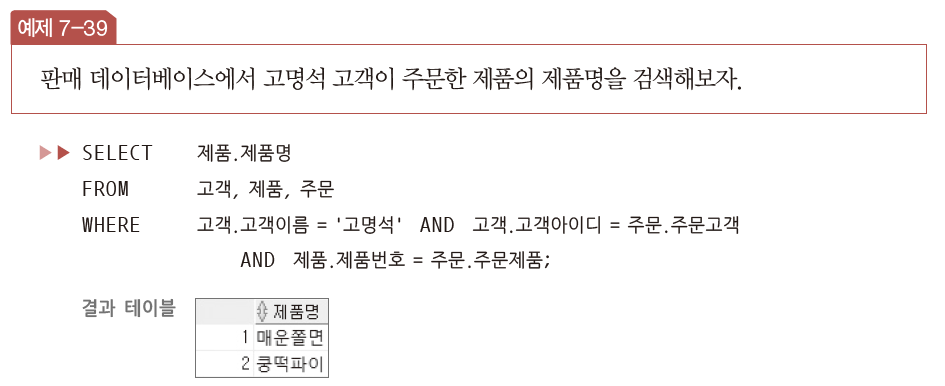 예제 7-39
판매 데이터베이스에서 고명석 고객이 주문한 제품의 제품명을 검색해보자.
SELECT 제품.제품명
FROM 고객, 제품, 주문
WHERE 고객.고객이름 = '고명석' AND 고객.고객아이디 = 주문.주문고객
AND 제품.제품번호 = 주문.주문제품;
결과 테이블
제품명
1 매운쫄면
2 쿵떡파이